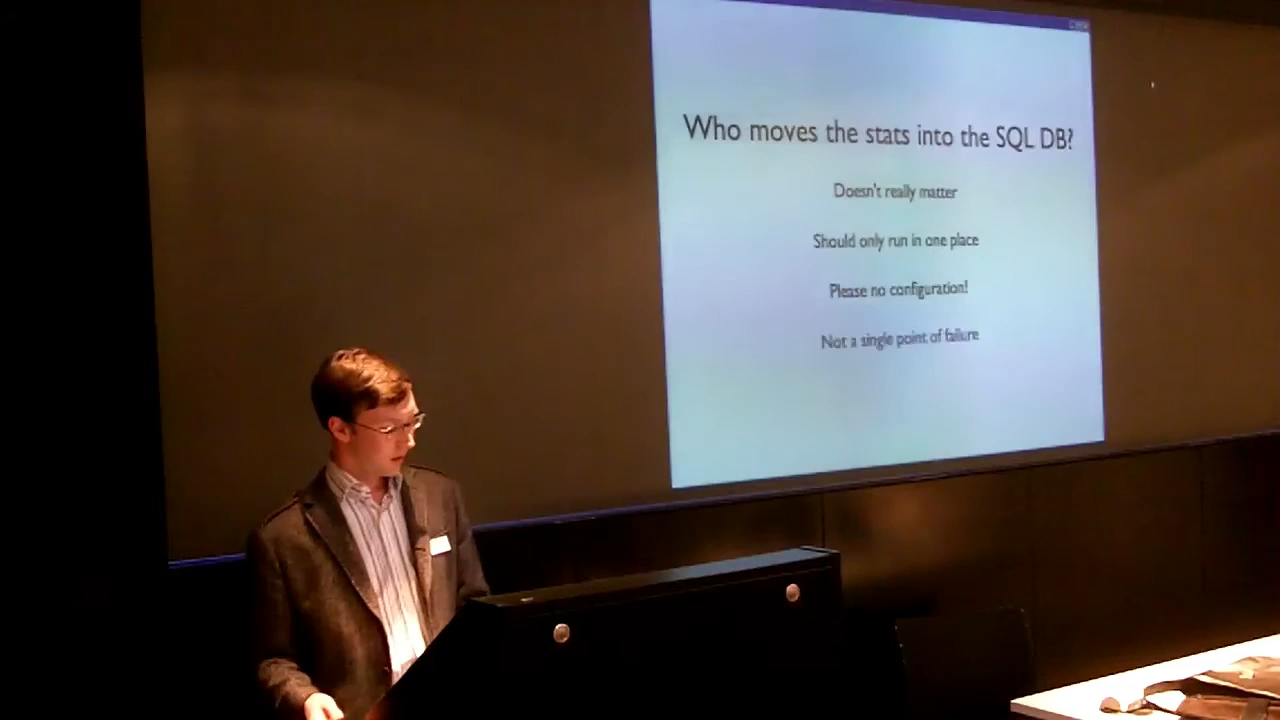 Who moves the stats into the SQL DB?
Doesn't really matter
Should only run in one place
Please no configuration!
Not a single point of failure